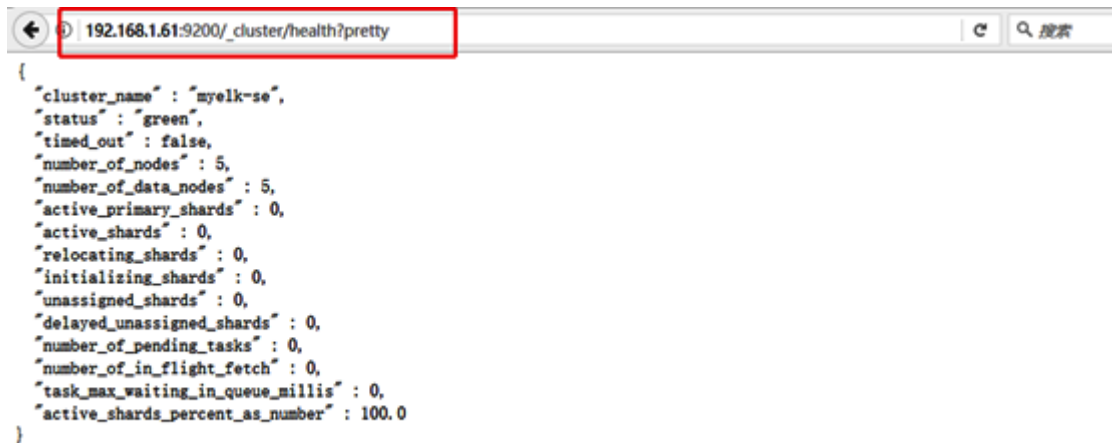 192.168.1.61:9200/_cluster/health?pretty
搜索
{
"cluster_name" : "myelk-se",
"status" : "green",
"timed_out" : false,
"number_of_nodes" : 5,
"number_of_data_nodes" : 5,
"active_primary_shards" : 0,
"active_shards" : 0,
"relocating_shards" : 0,
"initializing_shards" : 0,
"unassigned_shards" : 0,
"delayed_unassigned_shards" : 0,
"number_of_pending_tasks" : 0,
"number_of_in_flight_fetch" : 0,
"task_max_waiting_in_queue_millis" : 0,
"active_shards_percent_as_number" : 100.0
}